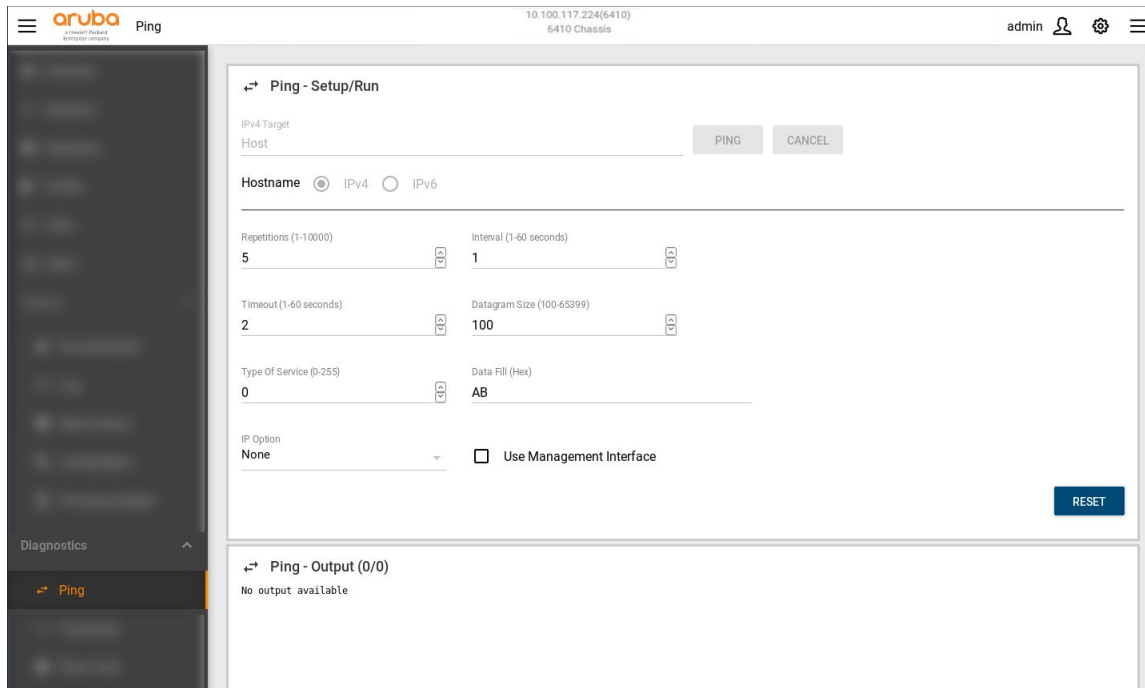 aruba
a Hewlett Packard
Enterprise company
Ping
10.100.117.224(6410)
6410 Chassis
admin
Ping - Setup/Run
IPv4 Target
Host
PING
CANCEL
Hostname
IPv4
IPv6
Repetitions (1-10000)
Interval (1-60 seconds)
5
1
Timeout (1-60 seconds)
Datagram Size (100-65399)
2
100
Type Of Service (0-255)
Data Fill (Hex)
0
AB
IP Option
None
Use Management Interface
RESET
Diagnostics
Ping - Output (0/0)
Ping
No output available